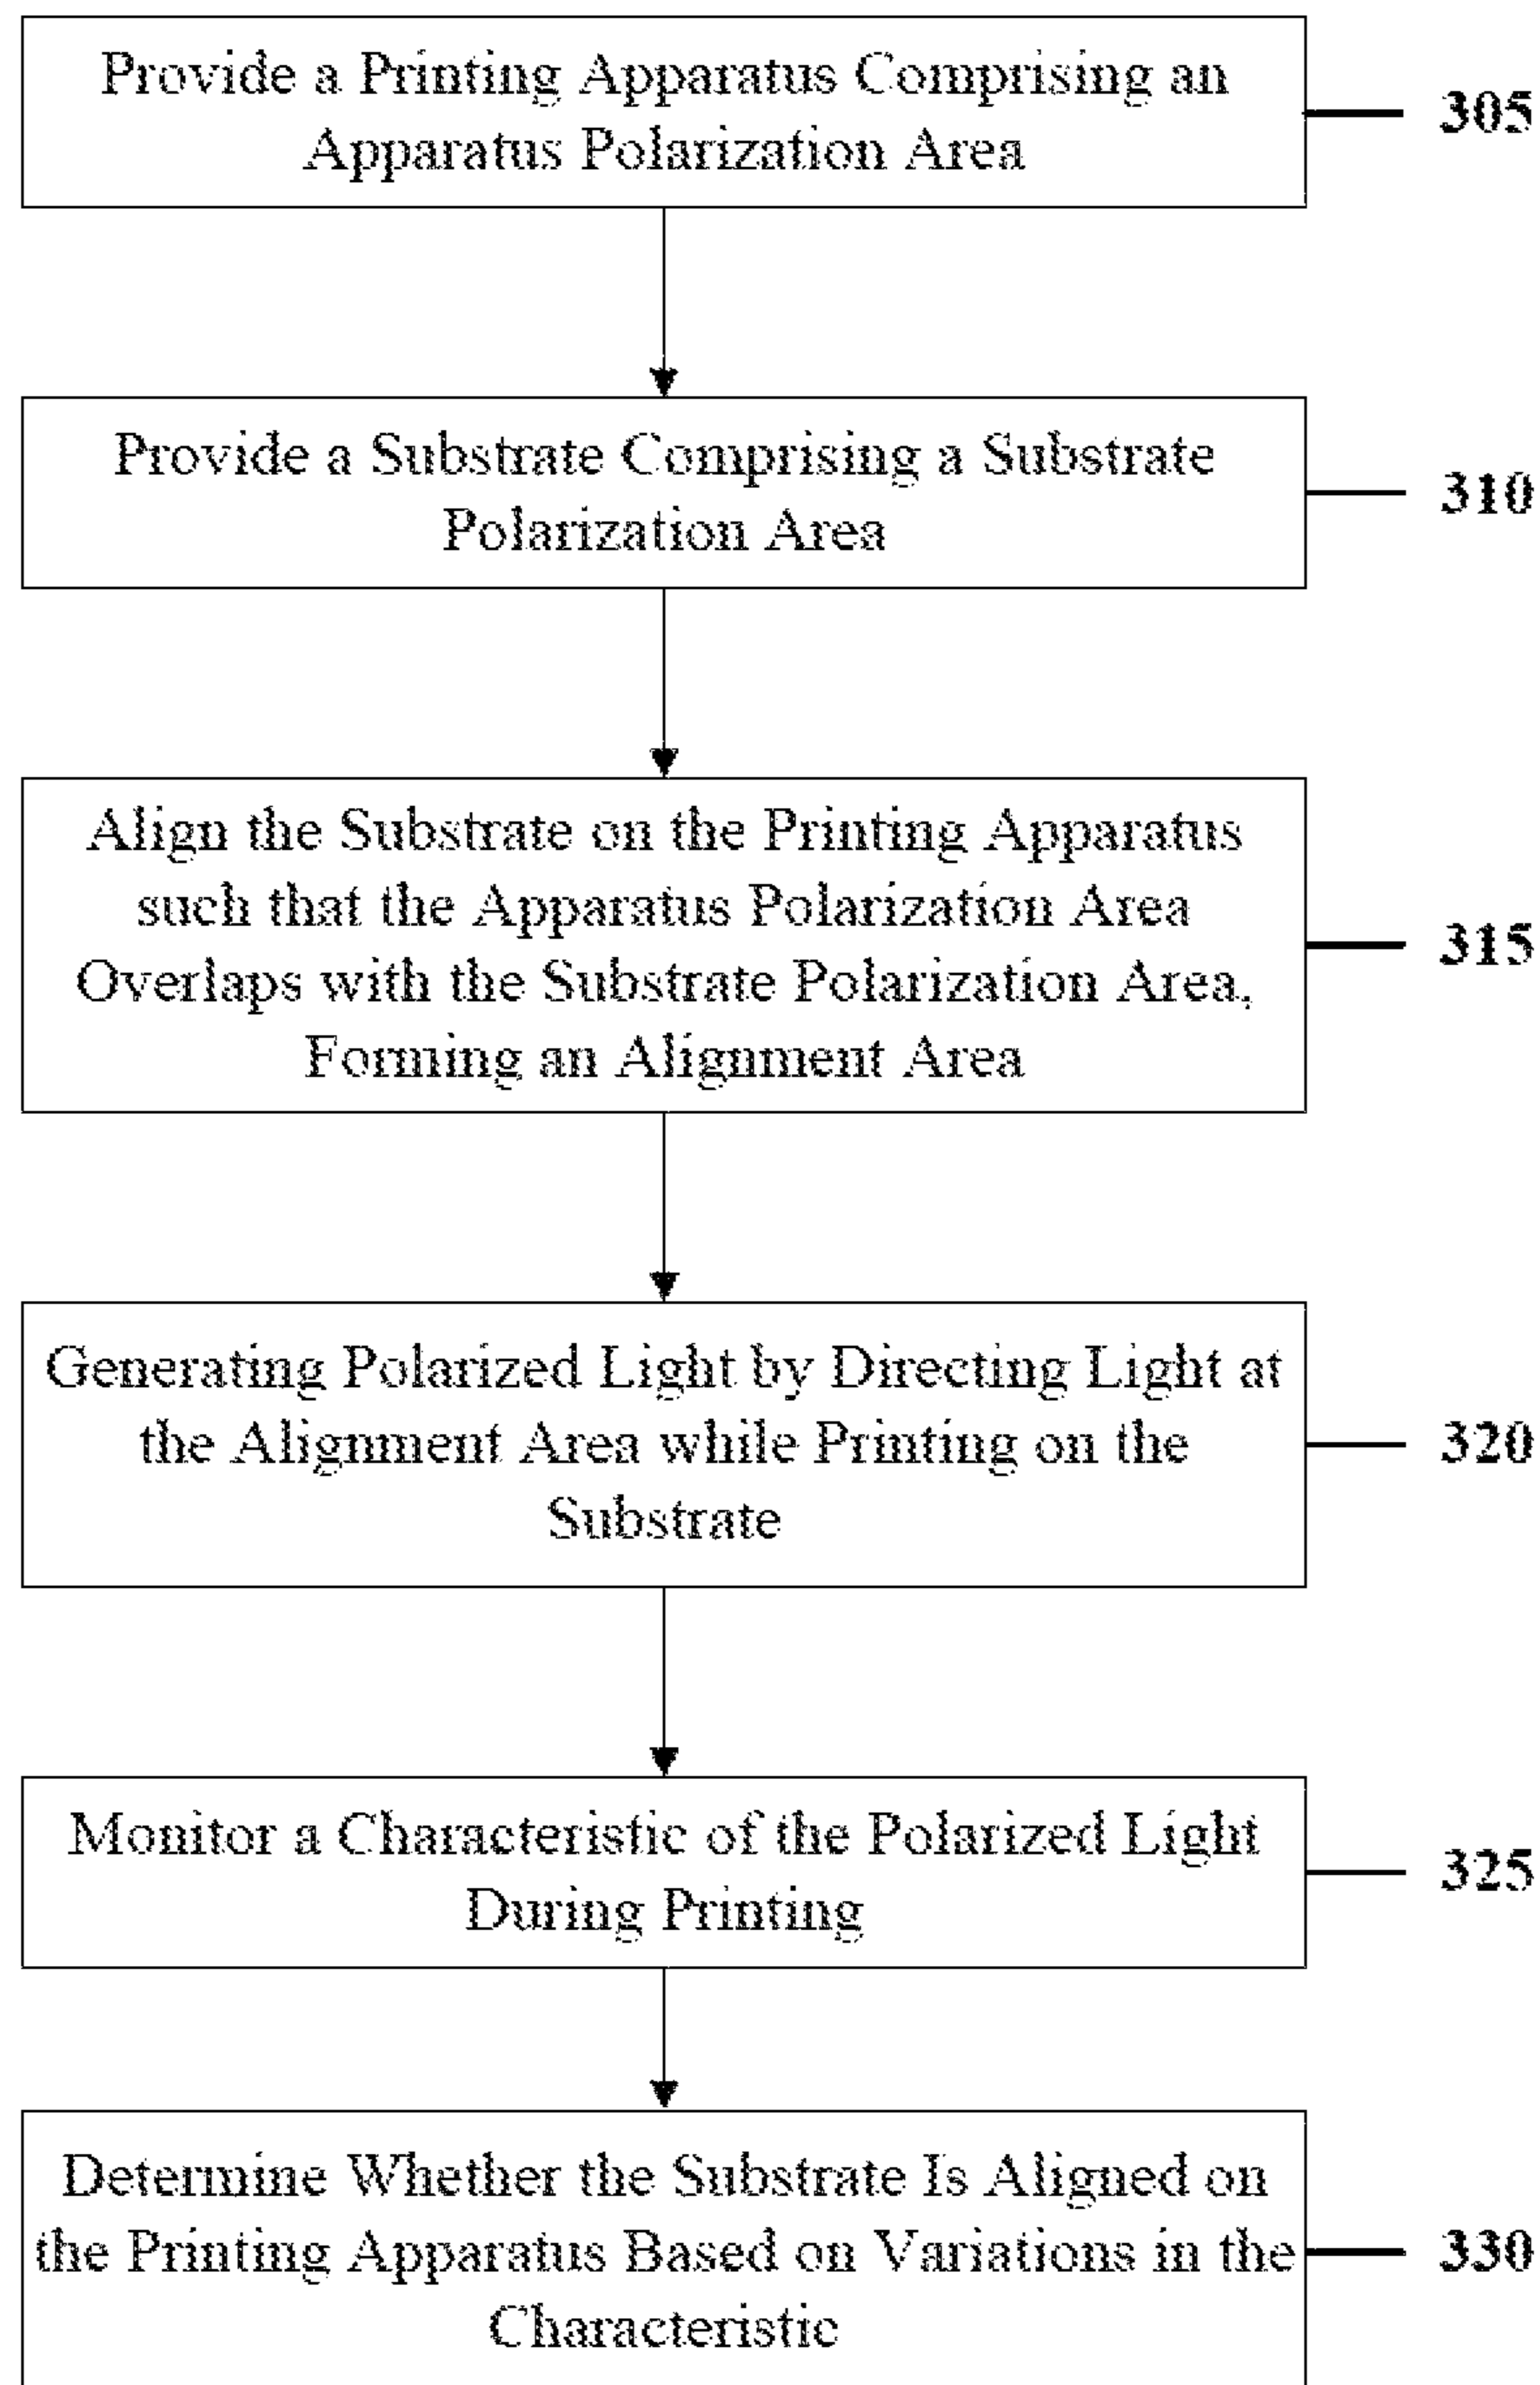 Provide a Printing Apparatus Comprising an
Apparatus Polarization Area
305
Provide a Substrate Comprising a Substrate
Polarization Area
310
Align the Substrate on the Printing Apparatus
such that the Apparatus Polarization Area
Overlaps with the Substrate Polarization Area,
Forming an Alignment Area
315
Generating Polarized Light by Directing Light at
the Alignment Area while Printing on the
Substrate
320
Monitor a Characteristic of the Polarized Light
During Printing
325
Determine Whether the Substrate Is Aligned on
the Printing Apparatus Based on Variations in the
Characteristic
330